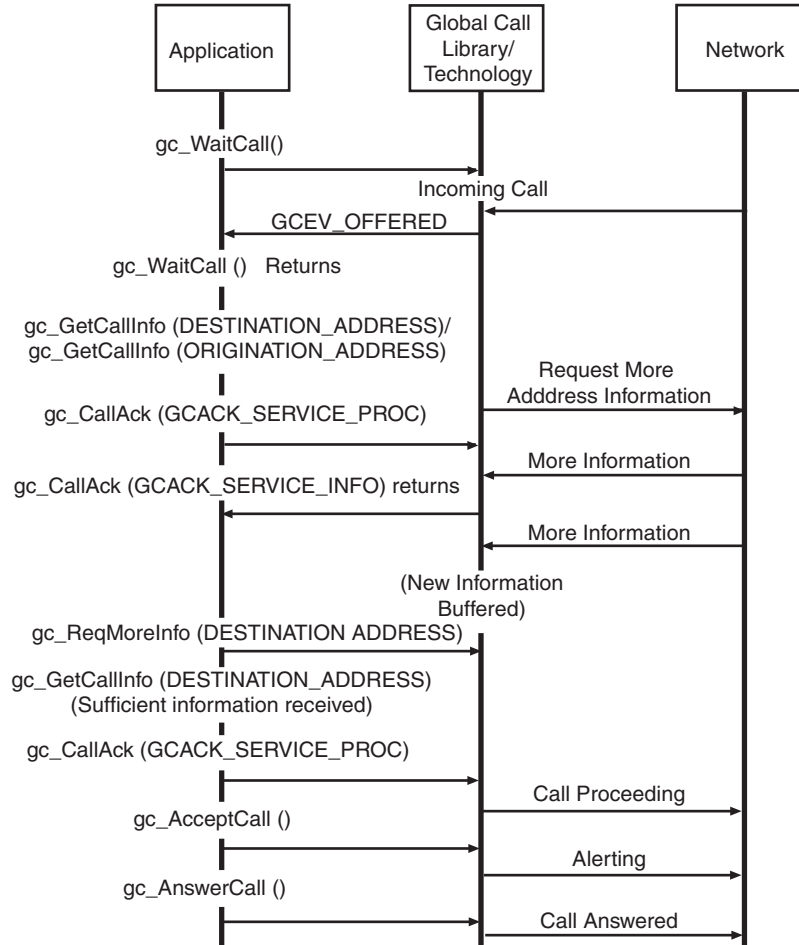 Application
Global Call
Library/
Technology
Network
gc_WaitCall()
Incoming Call
GCEV_OFFERED
gc_WaitCall () Returns
gc_GetCallInfo (DESTINATION_ADDRESS)/
gc_GetCallInfo (ORIGINATION_ADDRESS)
Request More
Adddress Information
gc_CallAck (GCACK_SERVICE_PROC)
More Information
gc_CallAck (GCACK_SERVICE_INFO) returns
More Information
(New Information
Buffered)
gc_ReqMoreInfo (DESTINATION ADDRESS)
gc_GetCallInfo (DESTINATION_ADDRESS)
(Sufficient information received)
gc_CallAck (GCACK_SERVICE_PROC)
Call Proceeding
gc_AcceptCall ()
Alerting
gc_AnswerCall ()
Call Answered